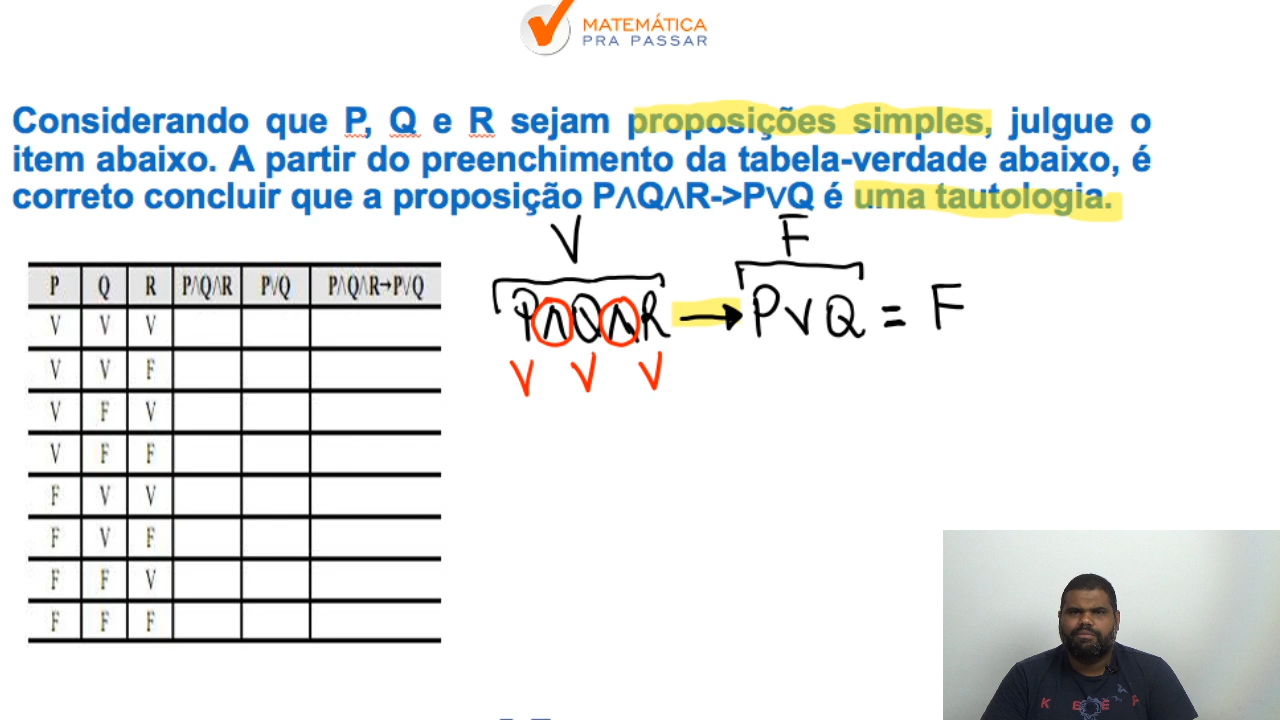 MATEMÁTICA
PRA PASSAR
Considerando que P, Q e R sejam proposições simples, julgue o
item abaixo. A partir do preenchimento da tabela-verdade abaixo, é
correto concluir que a proposição P∧Q∧R->P∨Q é uma tautologia.
V F
P∧Q∧R → P∨Q = F
V V V
P Q R P∧Q∧R P∨Q P∧Q∧R→P∨Q
V V V
V V F
V F V
V F F
F V V
F V F
F F V
F F F